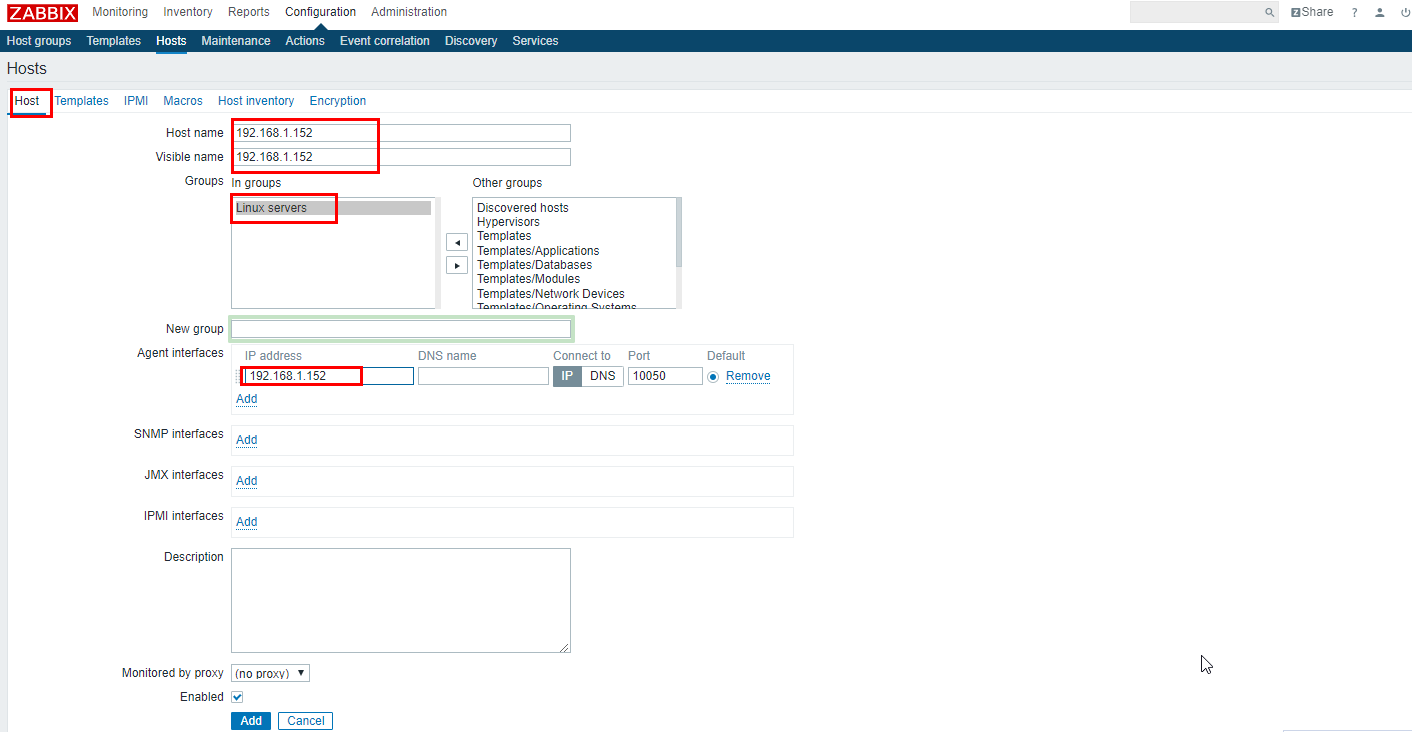 ZABBIX Monitoring Inventory Reports Configuration Administration Share ?
Host groups Templates Hosts Maintenance Actions Event correlation Discovery Services
Hosts
Host Templates IPMI Macros Host inventory Encryption
Host name 192.168.1.152
Visible name 192.168.1.152
Groups In groups Other groups
Linux servers Discovered hosts
Hypervisors
Templates
Templates/Applications
Templates/Databases
Templates/Modules
Templates/Network Devices
Templates/Operating Systems
New group
Agent interfaces IP address DNS name Connect to Port Default
192.168.1.152 IP DNS 10050 Remove
Add
SNMP interfaces Add
JMX interfaces Add
IPMI interfaces Add
Description
Monitored by proxy (no proxy)
Enabled
Add Cancel